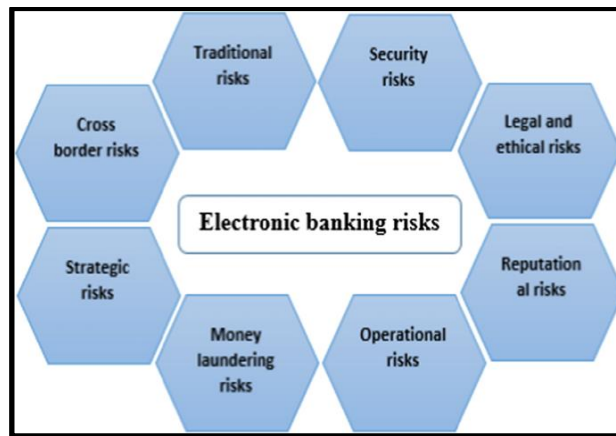 Traditional
risks
Security
risks
Cross
border risks
Legal and
ethical risks
Electronic banking risks
Strategic
risks
Reputation
al risks
Money
laundering
risks
Operational
risks